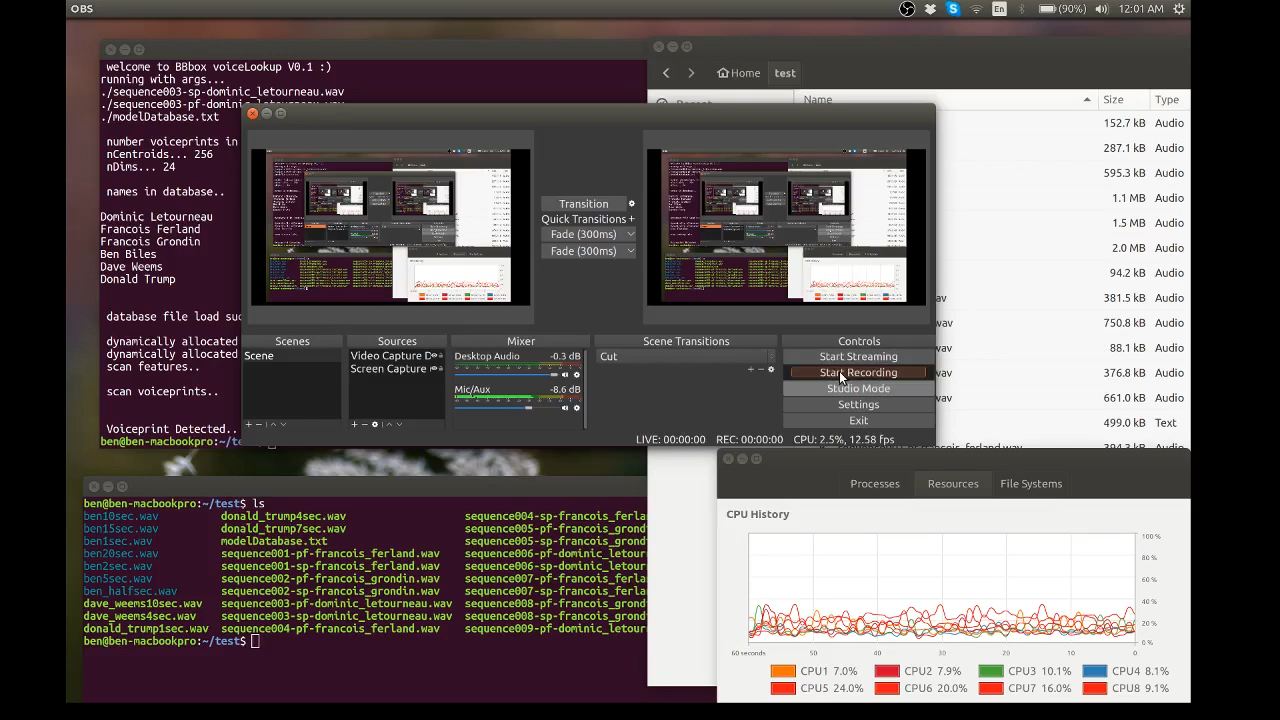 OBS
En
(90%)
12:01 AM
welcome to BBbox voiceLookup V0.1 :)
running with args...
./sequence003-sp-dominic_letourneau.wav
./sequence003-pf-dominic_letourneau.wav
./modelDatabase.txt
number voiceprints in
nCentroids... 256
nDims... 24
names in database..
Dominic Letourneau
Francois Ferland
Francois Grondin
Ben Biles
Dave Weems
Donald Trump
database file load suc
dynamically allocated
dynamically allocated
scan features..
scan voiceprints..
Voiceprint Detected..
ben@ben-macbookpro:~/t
Home
test
Recent
Name
Size
Type
152.7 kB Audio
287.1 kB Audio
595.3 kB Audio
1.1 MB Audio
1.5 MB Audio
2.0 MB Audio
94.2 kB Audio
av 381.5 kB Audio
wav 750.8 kB Audio
wav 88.1 kB Audio
wav 376.8 kB Audio
wav 661.0 kB Audio
499.0 kB Text
Transition
Quick Transitions +
Fade (300ms)
Fade (300ms)
Scenes
Scene
Sources
Video Capture D
Screen Capture (
Mixer
Desktop Audio -0.3 dB
Mic/Aux -8.6 dB
Scene Transitions
Cut
Controls
Start Streaming
Start Recording
Studio Mode
Settings
Exit
LIVE: 00:00:00 REC: 00:00:00 CPU: 2.5%, 12.58 fps
ben@ben-macbookpro:~/test$ ls
ben10sec.wav donald_trump4sec.wav sequence004-sp-francois_ferla
ben15sec.wav donald_trump7sec.wav sequence005-pf-francois_grond
ben1sec.wav modelDatabase.txt sequence005-sp-francois_grond
ben20sec.wav sequence001-pf-francois_ferland.wav sequence006-pf-dominic_letour
ben2sec.wav sequence001-sp-francois_ferland.wav sequence006-sp-dominic_letour
ben5sec.wav sequence002-pf-francois_grondin.wav sequence007-pf-francois_ferla
ben_halfsec.wav sequence002-sp-francois_grondin.wav sequence007-sp-francois_ferla
dave_weems10sec.wav sequence003-pf-dominic_letourneau.wav sequence008-pf-francois_grond
dave_weems4sec.wav sequence003-sp-dominic_letourneau.wav sequence008-sp-francois_grond
donald_trump1sec.wav sequence004-pf-francois_ferland.wav sequence009-pf-dominic_letour
ben@ben-macbookpro:~/test$
Processes
Resources
File Systems
CPU History
100 %
80 %
60 %
40 %
20 %
0 %
60 seconds 50 40 30 20 10 0
CPU1 7.0% CPU2 7.9% CPU3 10.1% CPU4 8.1%
CPU5 24.0% CPU6 20.0% CPU7 16.0% CPU8 9.1%